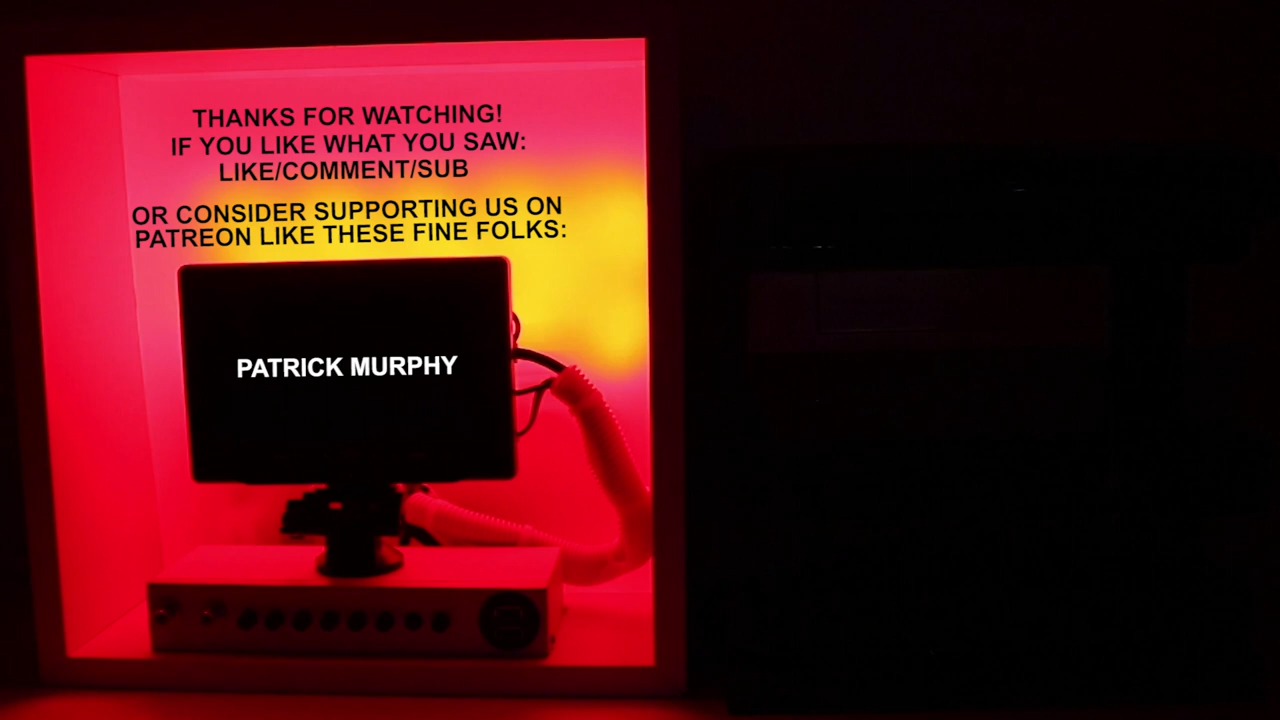 THANKS FOR WATCHING!
IF YOU LIKE WHAT YOU SAW:
LIKE/COMMENT/SUB
OR CONSIDER SUPPORTING US ON
PATREON LIKE THESE FINE FOLKS:
PATRICK MURPHY